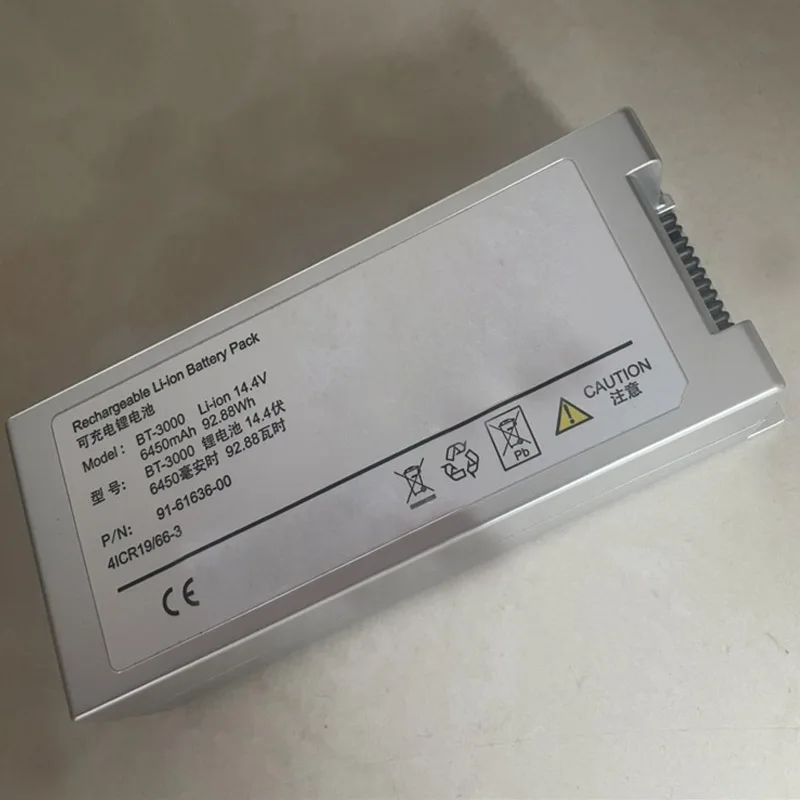 Rechargeable Li-ion Battery Pack
可充电锂电池
Model: BT-3000 Li-ion 14.4V
6450mAh 92.88Wh
型 号: BT-3000 锂电池 14.4伏
6450毫安时 92.88瓦时
P/N: 91-61636-00
4ICR19/66-3
CE
Pb
CAUTION
注意